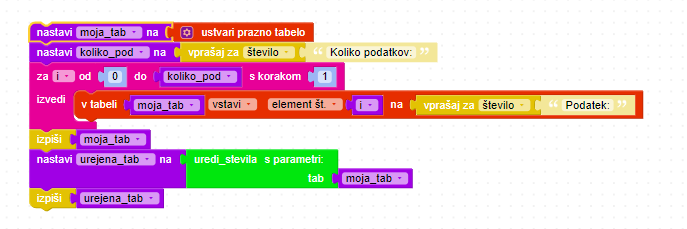 nastavi moja_tab na ustvari prazno tabelo
nastavi koliko_pod na vprašaj za število “ Koliko podatkov: ”
za i od 0 do koliko_pod s korakom 1
izvedi v tabeli moja_tab vstavi element št. i na vprašaj za število “ Podatek: ”
izpiši moja_tab
nastavi urejena_tab na uredi_stevila s parametri:
tab moja_tab
izpiši urejena_tab